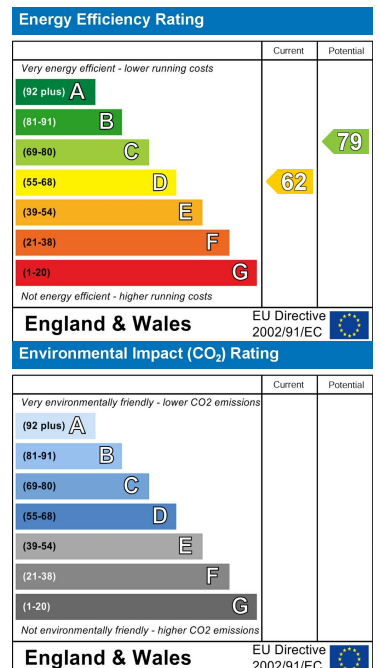 Energy Efficiency Rating
Current Potential
Very energy efficient - lower running costs
(92 plus) A
(81-91) B
(69-80) C
79
(55-68) D
62
(39-54) E
(21-38) F
(1-20) G
Not energy efficient - higher running costs
England & Wales
EU Directive
2002/91/EC
Environmental Impact (CO₂) Rating
Current Potential
Very environmentally friendly - lower CO2 emissions
(92 plus) A
(81-91) B
(69-80) C
(55-68) D
(39-54) E
(21-38) F
(1-20) G
Not environmentally friendly - higher CO2 emissions
England & Wales
EU Directive
2002/91/EC